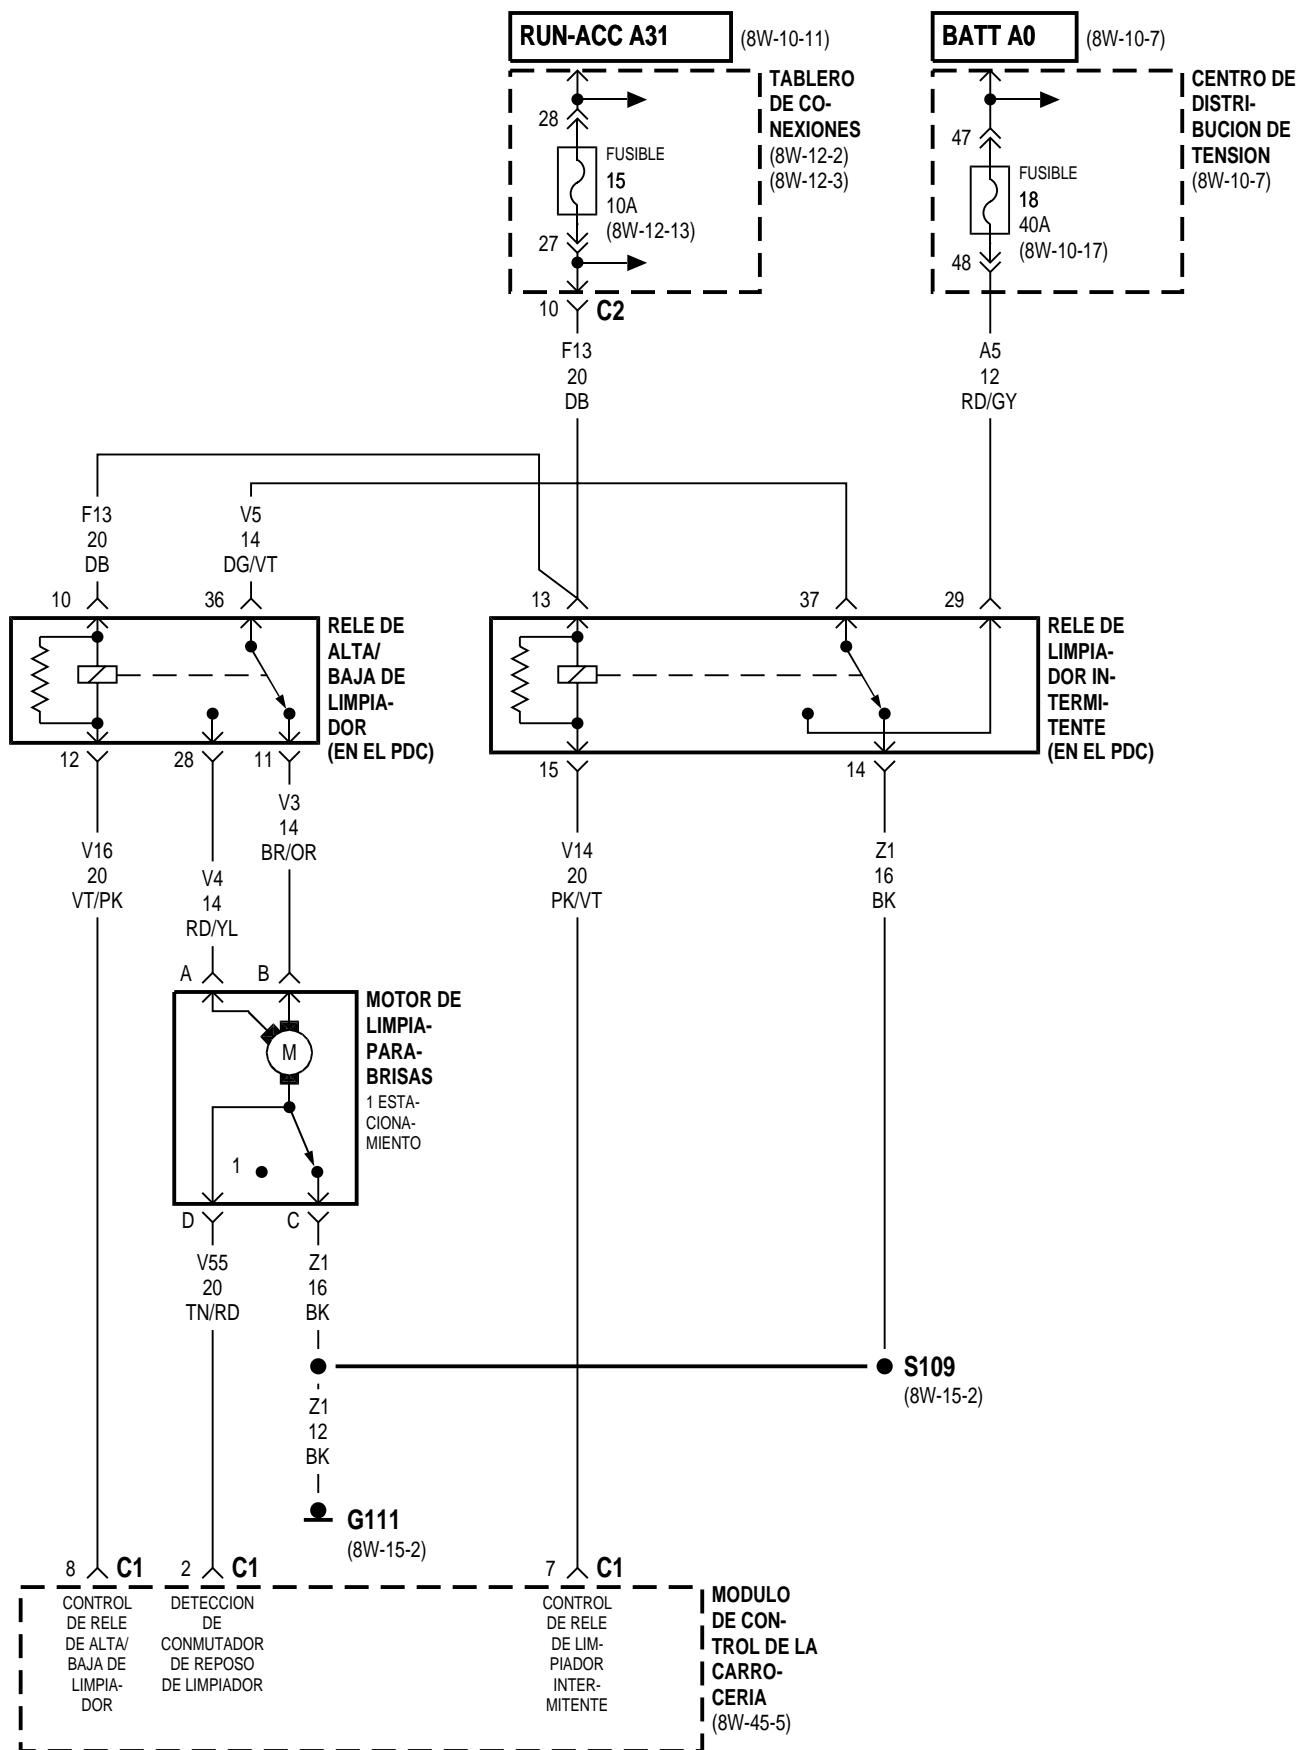 RUN-ACC A31
(8W-10-11)
BATT A0
(8W-10-7)
TABLERO
DE CO-
NEXIONES
(8W-12-2)
(8W-12-3)
28
FUSIBLE
15
10A
(8W-12-13)
27
10
C2
F13
20
DB
CENTRO DE
DISTRI-
BUCION DE
TENSION
(8W-10-7)
47
FUSIBLE
18
40A
(8W-10-17)
48
A5
12
RD/GY
F13
20
DB
V5
14
DG/VT
10
36
13
37
29
RELE DE
ALTA/
BAJA DE
LIMPIA-
DOR
(EN EL PDC)
RELE DE
LIMPIA-
DOR IN-
TERMI-
TENTE
(EN EL PDC)
12
28
11
15
14
V3
14
BR/OR
V16
20
VT/PK
V4
14
RD/YL
V14
20
PK/VT
Z1
16
BK
A
B
M
MOTOR DE
LIMPIA-
PARA-
BRISAS
1 ESTA-
CIONA-
MIENTO
1
D
C
V55
20
TN/RD
Z1
16
BK
S109
(8W-15-2)
Z1
12
BK
G111
(8W-15-2)
8
C1
2
C1
7
C1
CONTROL
DE RELE
DE ALTA/
BAJA DE
LIMPIA-
DOR
DETECCION
DE
CONMUTADOR
DE REPOSO
DE LIMPIADOR
CONTROL
DE RELE
DE LIM-
PIADOR
INTER-
MITENTE
MODULO
DE CON-
TROL DE LA
CARRO-
CERIA
(8W-45-5)